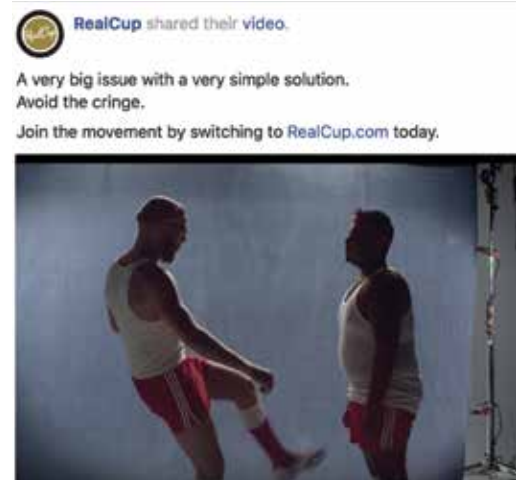 RealCup shared their video.
A very big issue with a very simple solution.
Avoid the cringe.
Join the movement by switching to RealCup.com today.